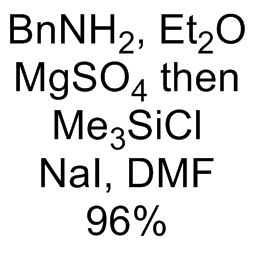 BnNH₂, Et₂O
MgSO₄ then
Me₃SiCl
NaI, DMF
96%